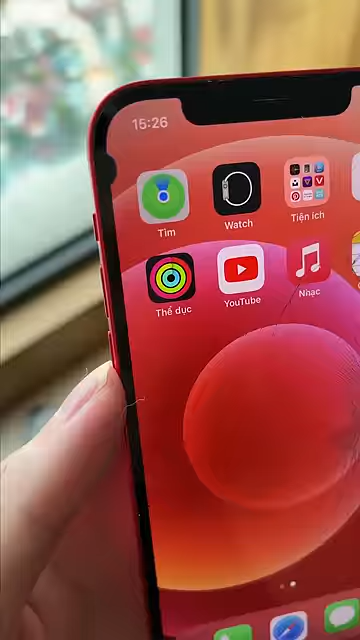 15:26
Tìm
Watch
Tiện ích
Thể dục
YouTube
Nhạc